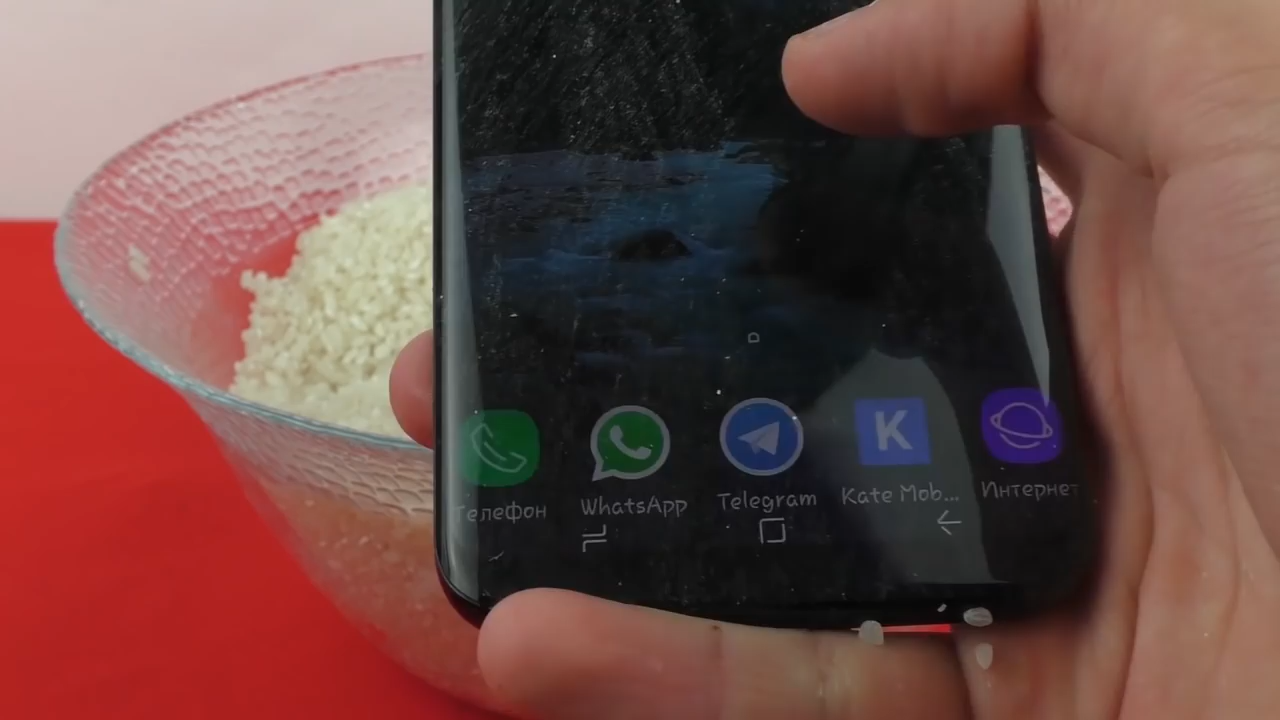 Телефон
WhatsApp
Telegram
Kate Mob...
Интернет
K